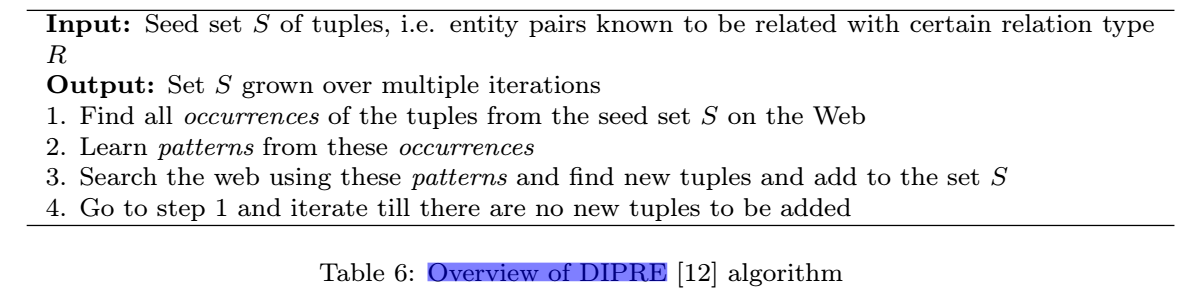 Input: Seed set S of tuples, i.e. entity pairs known to be related with certain relation type
R
Output: Set S grown over multiple iterations
1. Find all occurrences of the tuples from the seed set S on the Web
2. Learn patterns from these occurrences
3. Search the web using these patterns and find new tuples and add to the set S
4. Go to step 1 and iterate till there are no new tuples to be added
Table 6: Overview of DIPRE [12] algorithm